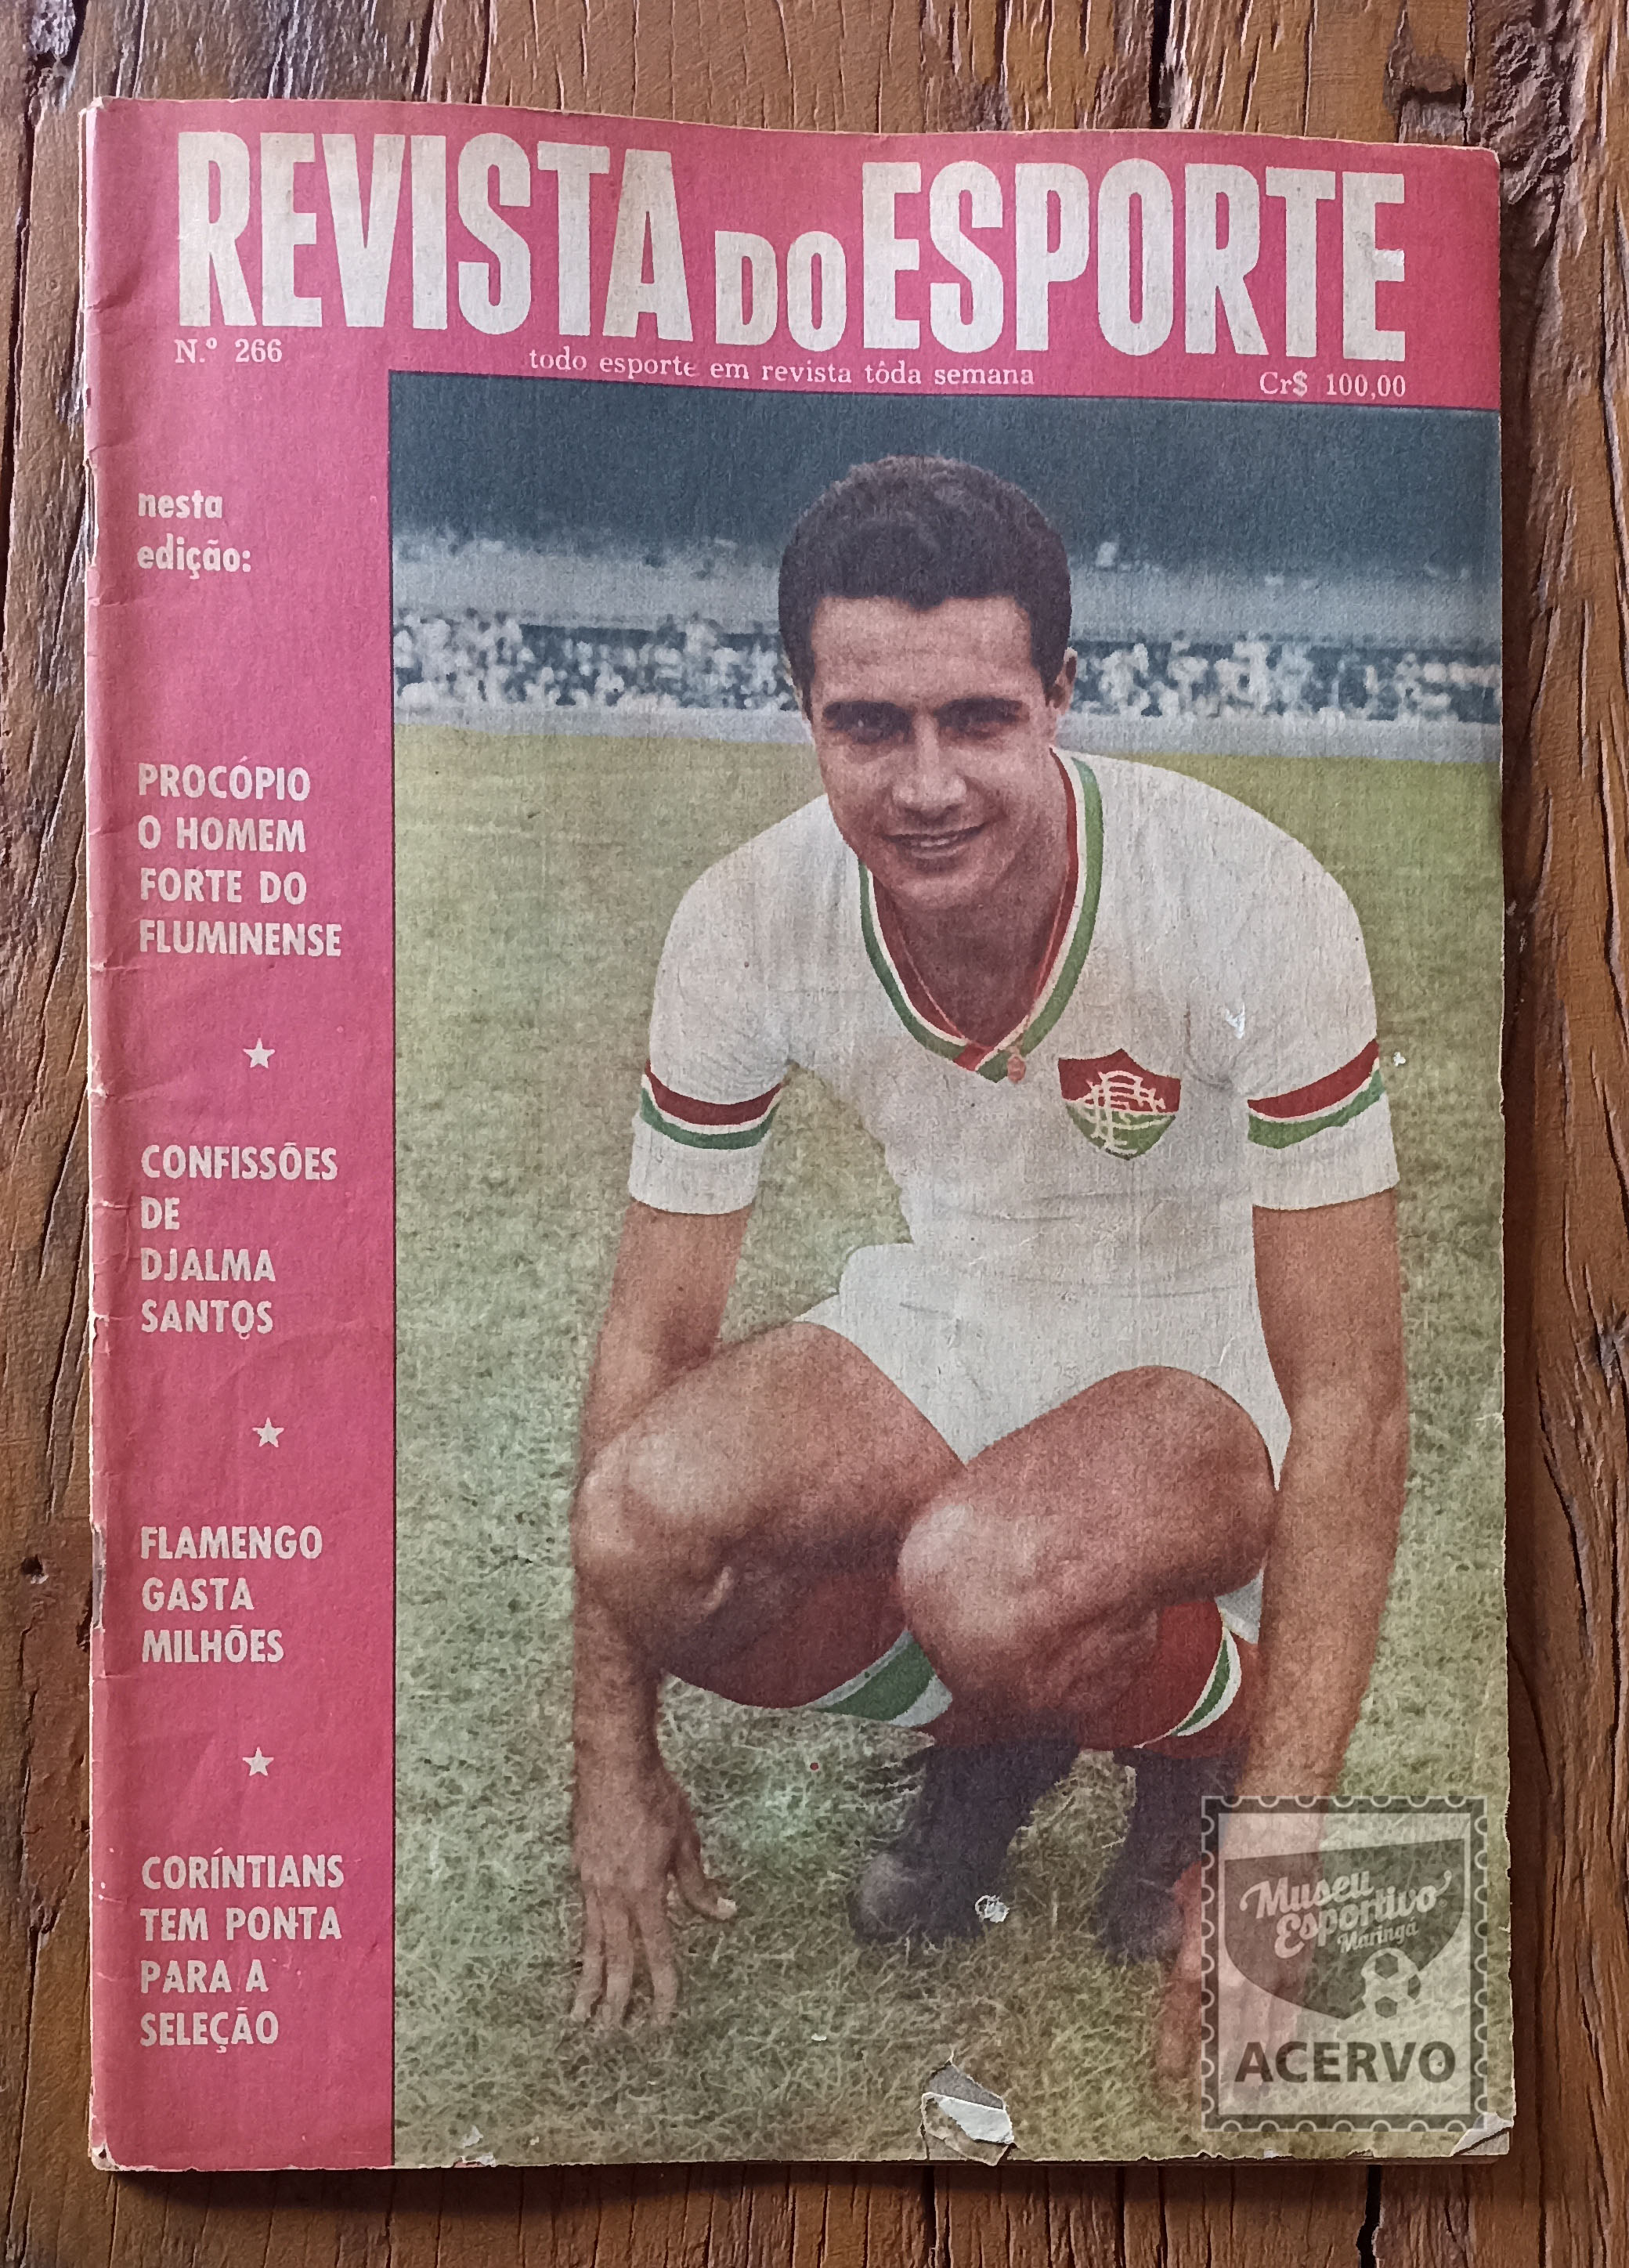 REVISTA DO ESPORTE
N.º 266
todo esporte em revista tôda semana
Cr$ 100,00
nesta
edição:
PROCÓPIO
O HOMEM
FORTE DO
FLUMINENSE
CONFISSÕES
DE
DJALMA
SANTOS
FLAMENGO
GASTA
MILHÕES
CORÍNTIANS
TEM PONTA
PARA A
SELEÇÃO
Museu
Esportivo
Maringá
ACERVO